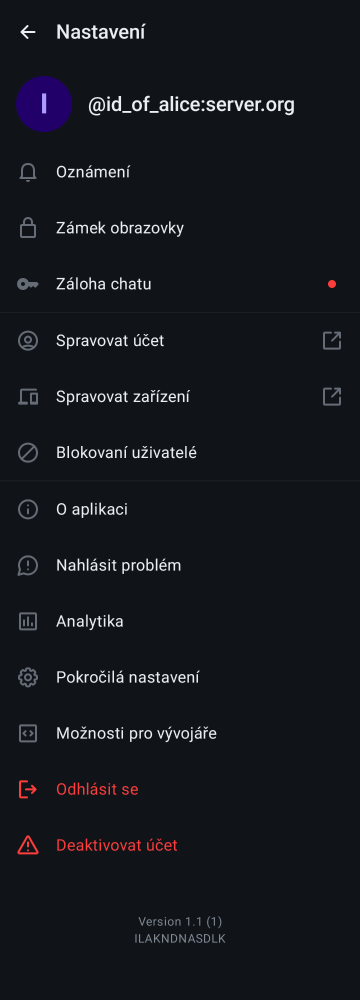 Nastavení
I
@id_of_alice:server.org
Oznámení
Zámek obrazovky
Záloha chatu
Spravovat účet
Spravovat zařízení
Blokovaní uživatelé
O aplikaci
Nahlásit problém
Analytika
Pokročilá nastavení
Možnosti pro vývojáře
Odhlásit se
Deaktivovat účet
Version 1.1 (1)
ILAKNDNASDLK